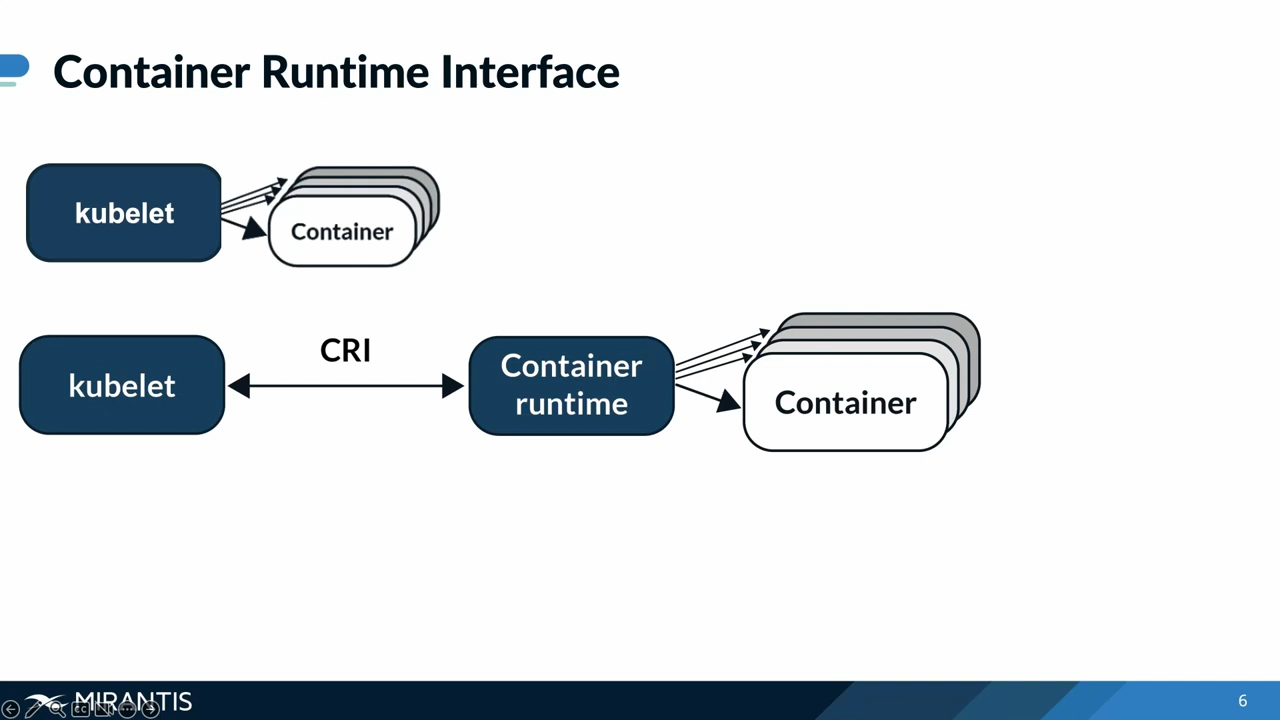 Container Runtime Interface
kubelet
Container
kubelet
CRI
Container
runtime
Container
MIRANTIS
6